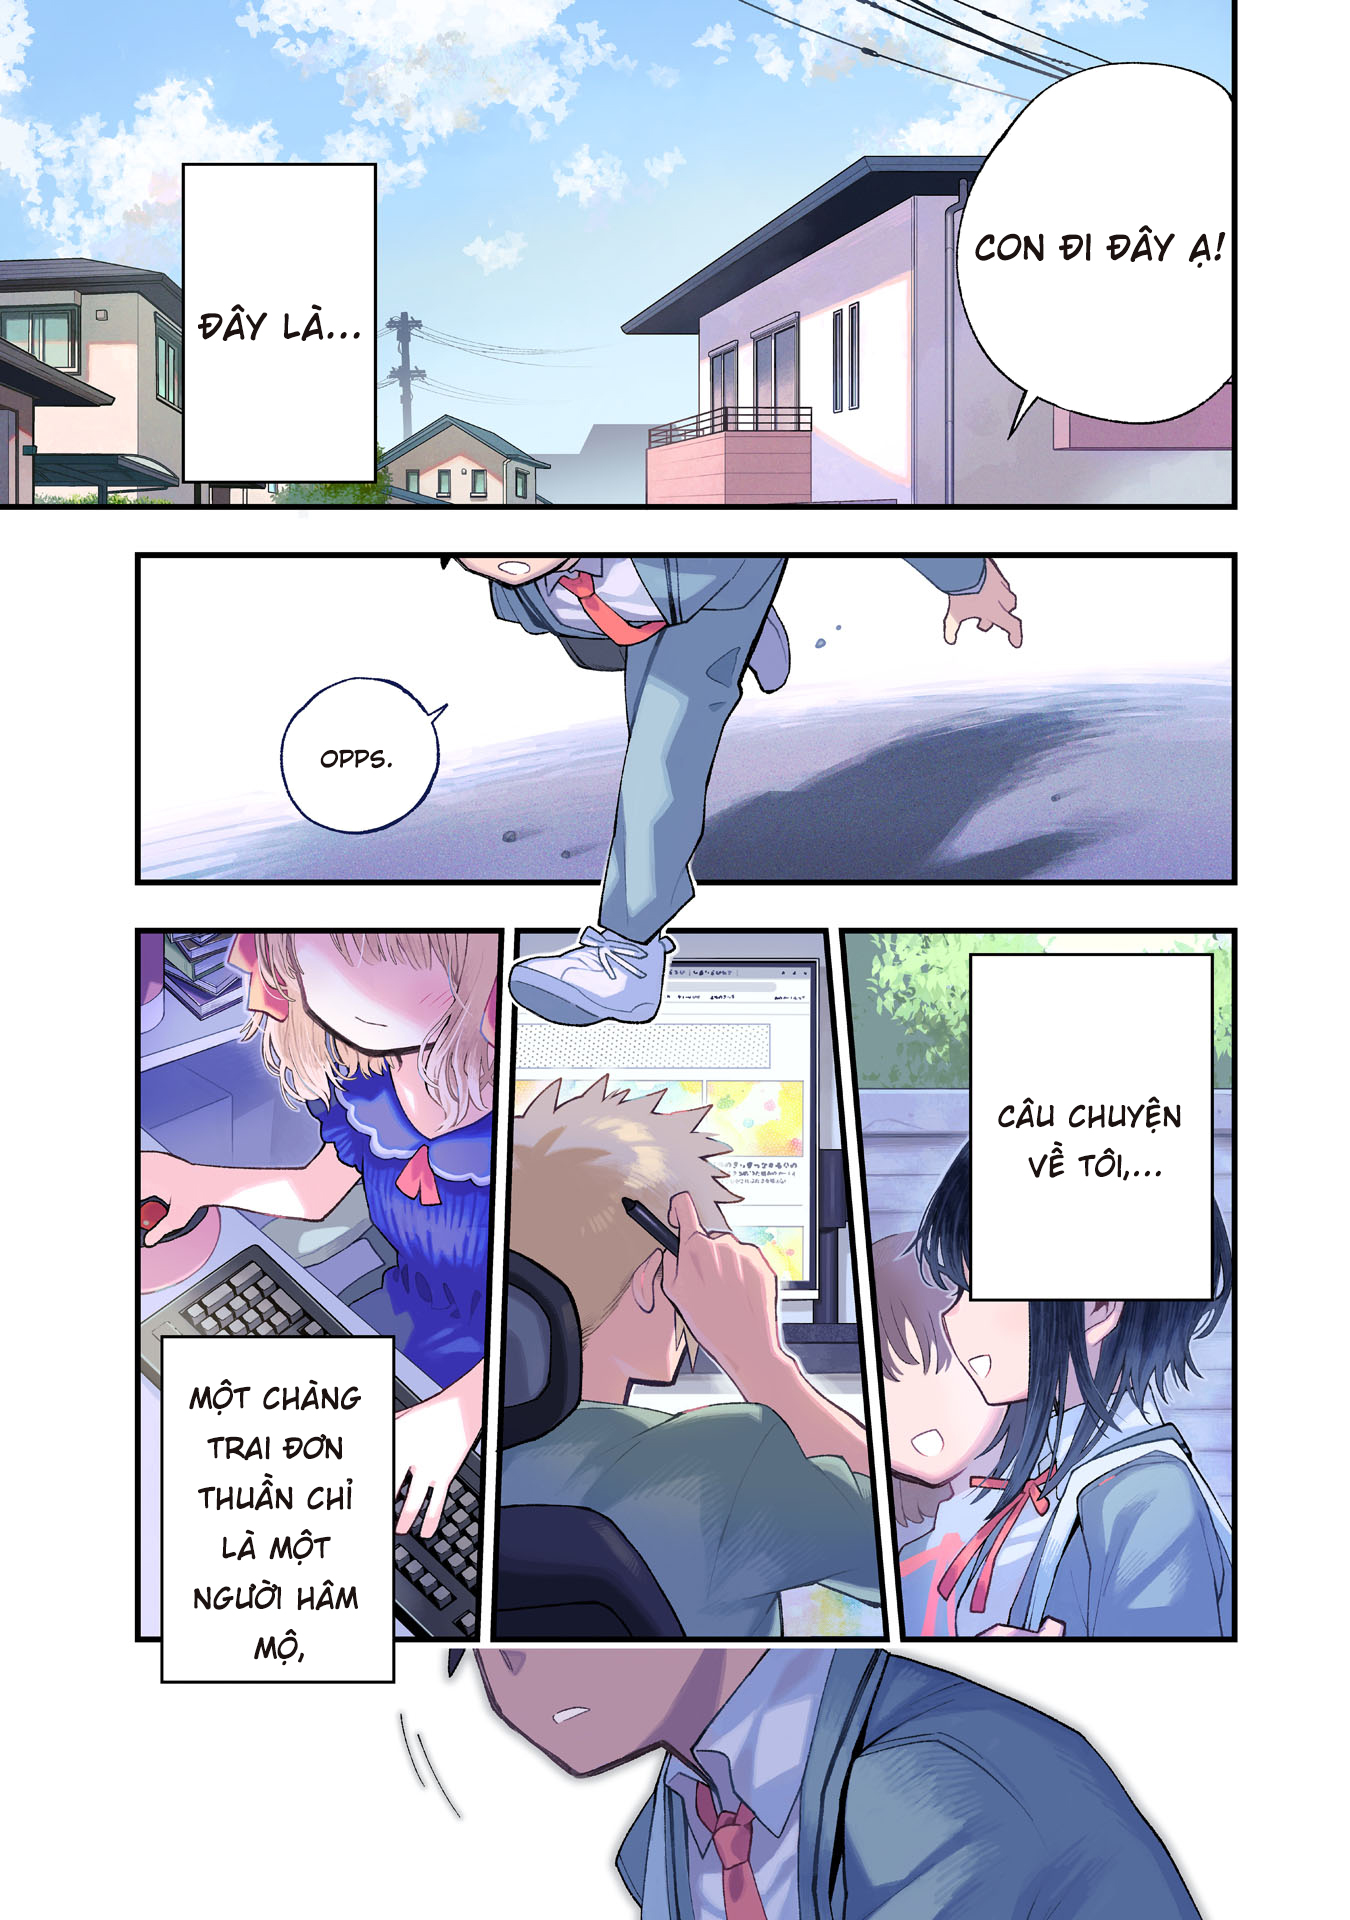 CON ĐI ĐÂY Ạ!
ĐÂY LÀ...
OPPS.
CÂU CHUYỆN
VỀ TÔI,...
MỘT CHÀNG
TRAI ĐƠN
THUẦN CHỈ
LÀ MỘT
NGƯỜI HÂM
MỘ,